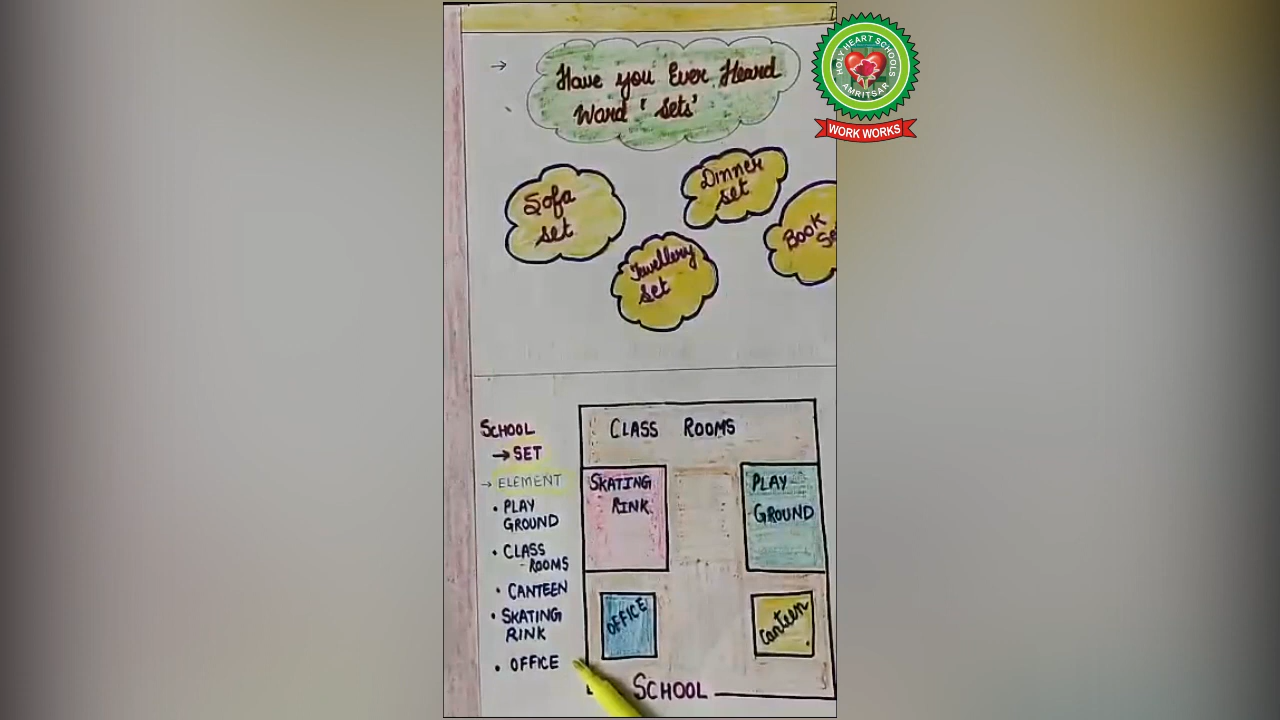 Have you Ever Heard
Word 'Sets'
Sofa
set
Dinner
set
Jewellery
set
Book
Se
SCHOOL
→ SET
→ ELEMENT
• PLAY
GROUND
• CLASS
- ROOMS
• CANTEEN
• SKATING
RINK
• OFFICE
CLASS ROOMS
SKATING
RINK
PLAY
GROUND
OFFICE
Canteen
SCHOOL
HOLY HEART SCHOOLS
AMRITSAR
WORK WORKS